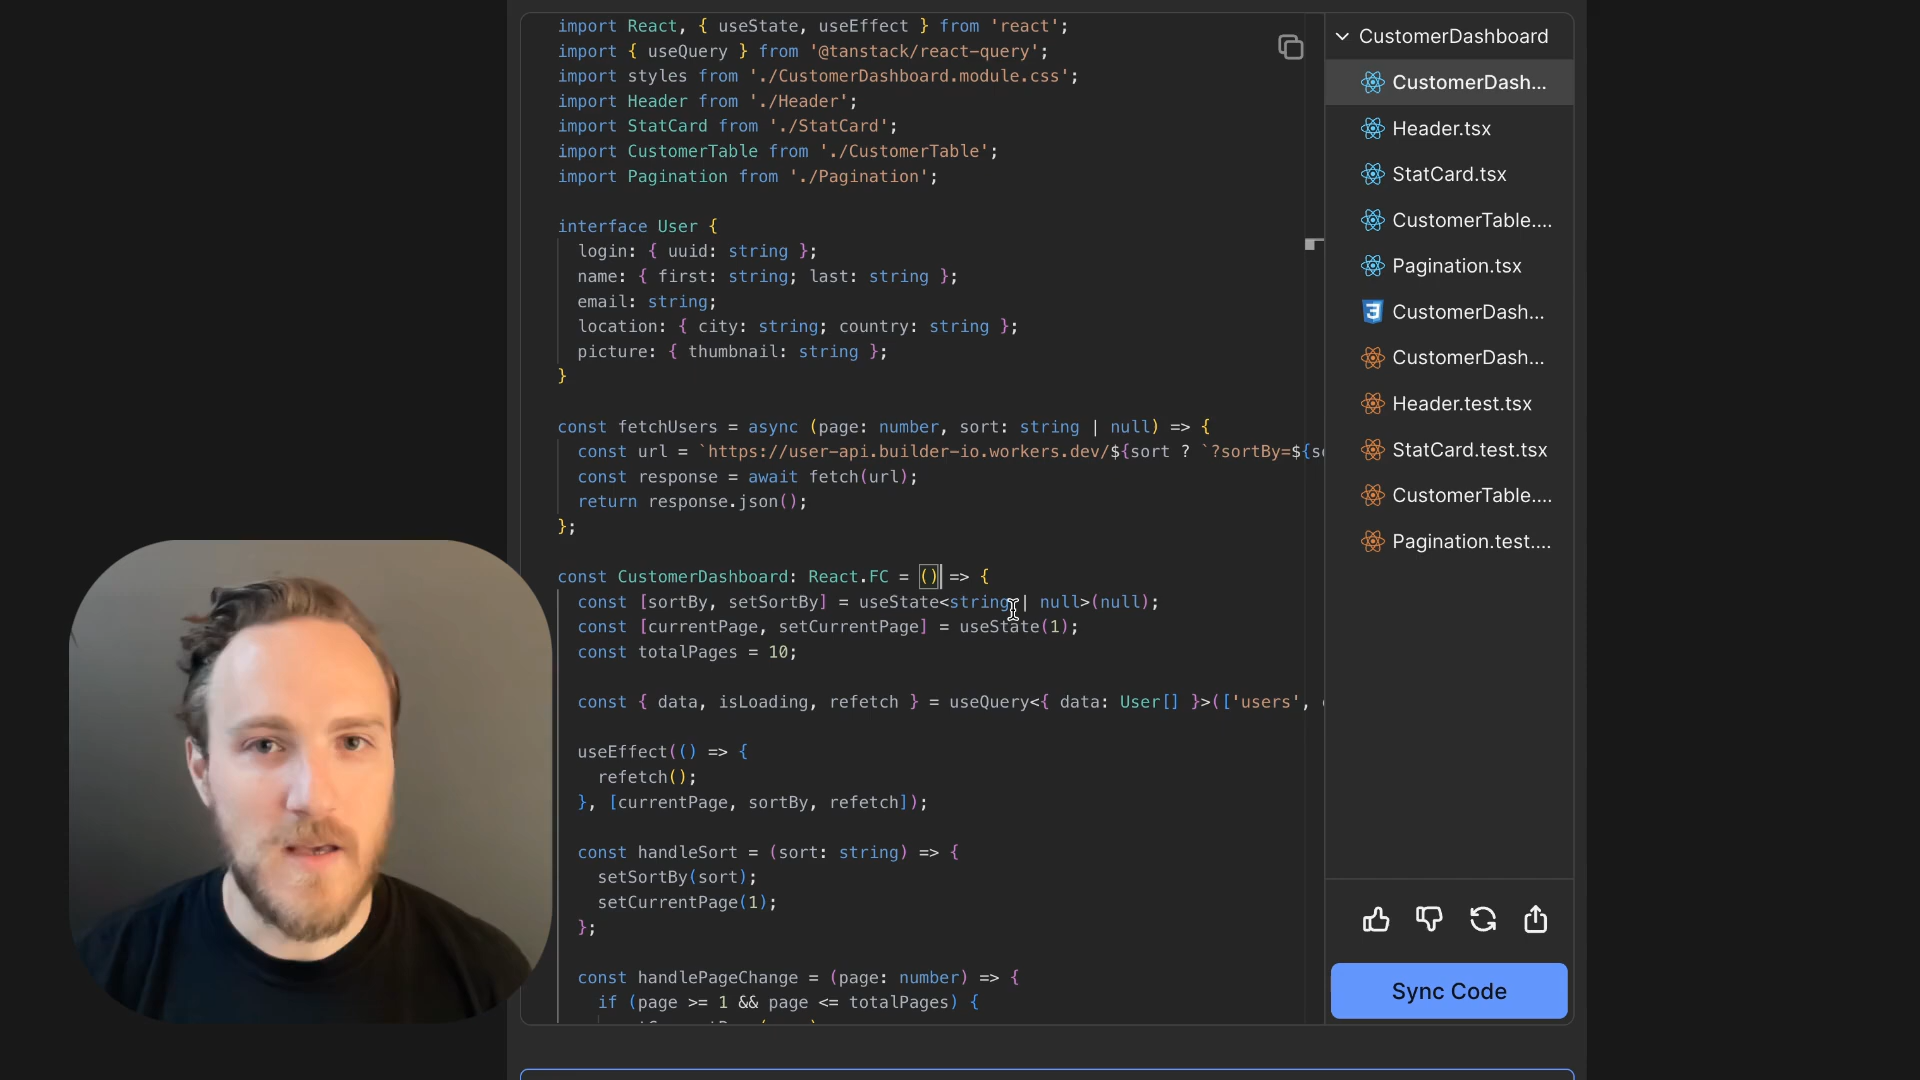 import React, { useState, useEffect } from 'react';
import { useQuery } from '@tanstack/react-query';
import styles from './CustomerDashboard.module.css';
import Header from './Header';
import StatCard from './StatCard';
import CustomerTable from './CustomerTable';
import Pagination from './Pagination';
interface User {
login: { uuid: string };
name: { first: string; last: string };
email: string;
location: { city: string; country: string };
picture: { thumbnail: string };
}
const fetchUsers = async (page: number, sort: string | null) => {
const url = `https://user-api.builder-io.workers.dev/${sort ? `?sortBy=${
const response = await fetch(url);
return response.json();
};
const CustomerDashboard: React.FC = () => {
const [sortBy, setSortBy] = useState<string | null>(null);
const [currentPage, setCurrentPage] = useState(1);
const totalPages = 10;
const { data, isLoading, refetch } = useQuery<{ data: User[] }>(['users',
useEffect(() => {
refetch();
}, [currentPage, sortBy, refetch]);
const handleSort = (sort: string) => {
setSortBy(sort);
setCurrentPage(1);
};
const handlePageChange = (page: number) => {
if (page >= 1 && page <= totalPages) {
CustomerDashboard
CustomerDash...
Header.tsx
StatCard.tsx
CustomerTable....
Pagination.tsx
CustomerDash...
CustomerDash...
Header.test.tsx
StatCard.test.tsx
CustomerTable....
Pagination.test....
Sync Code